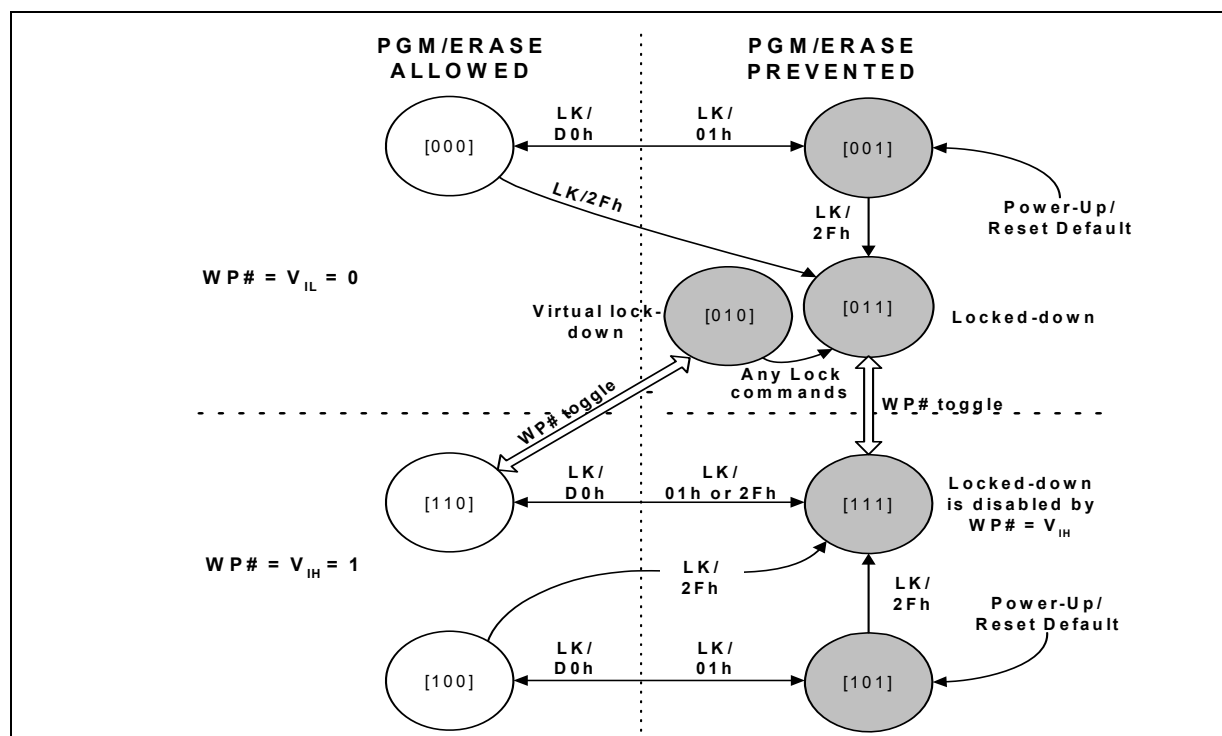 PGM/ERASE
ALLOWED
PGM/ERASE
PREVENTED
LK/
D0h
LK/
01h
[000]
[001]
LK/2Fh
LK/
2Fh
Power-Up/
Reset Default
WP# = VIL = 0
Virtual lock-
down
[010]
[011]
Locked-down
Any Lock
commands
WP# toggle
WP# toggle
LK/
D0h
LK/
01h or 2Fh
[110]
[111]
Locked-down
is disabled by
WP# = VIH
WP# = VIH = 1
LK/
2Fh
LK/
2Fh
Power-Up/
Reset Default
LK/
D0h
LK/
01h
[100]
[101]